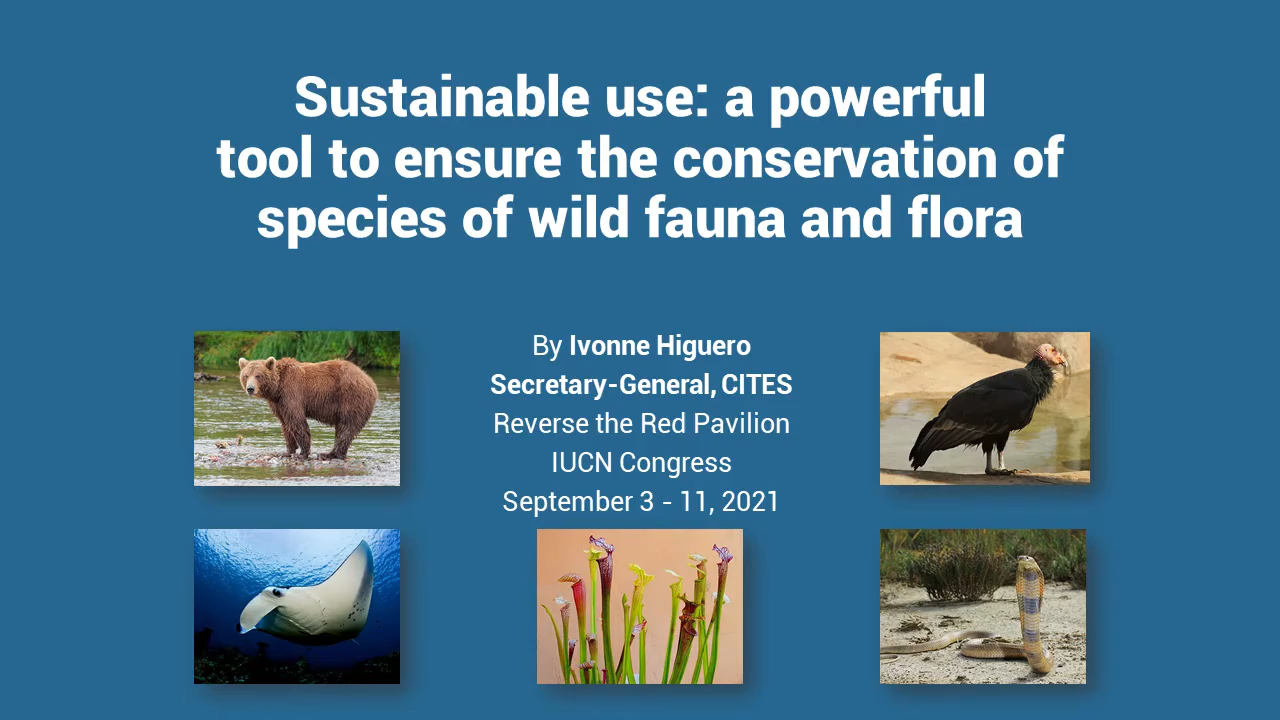 Sustainable use: a powerful
tool to ensure the conservation of
species of wild fauna and flora
By Ivonne Higuero
Secretary-General, CITES
Reverse the Red Pavilion
IUCN Congress
September 3 - 11, 2021